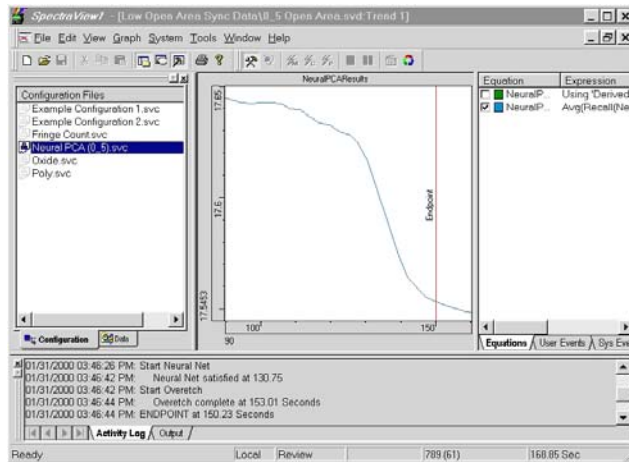 SpectraView1 - [Low Open Area Sync Data\0_5 Open Area.svd:Trend 1]
File Edit View Graph System Tools Window Help
Configuration Files
Example Configuration 1.svc
Example Configuration 2.svc
Fringe Count.svc
Neural PCA (0_5).svc
Oxide.svc
Poly.svc
Configuration
Data
NeuralPCAResults
17.65
17.6
17.5453
90
100
150
Endpoint
Equation Expression
NeuralP... Using 'Derived
NeuralP... Avg(Recall(Ne
Equations User Events Sys Eve
01/31/2000 03:46:26 PM: Start Neural Net
01/31/2000 03:46:42 PM: Neural Net satisfied at 130.75
01/31/2000 03:46:42 PM: Start Overetch
01/31/2000 03:46:44 PM: Overetch complete at 153.01 Seconds
01/31/2000 03:46:44 PM: ENDPOINT at 150.23 Seconds
Activity Log Output
Ready Local Review 789 (61) 168.85 Sec